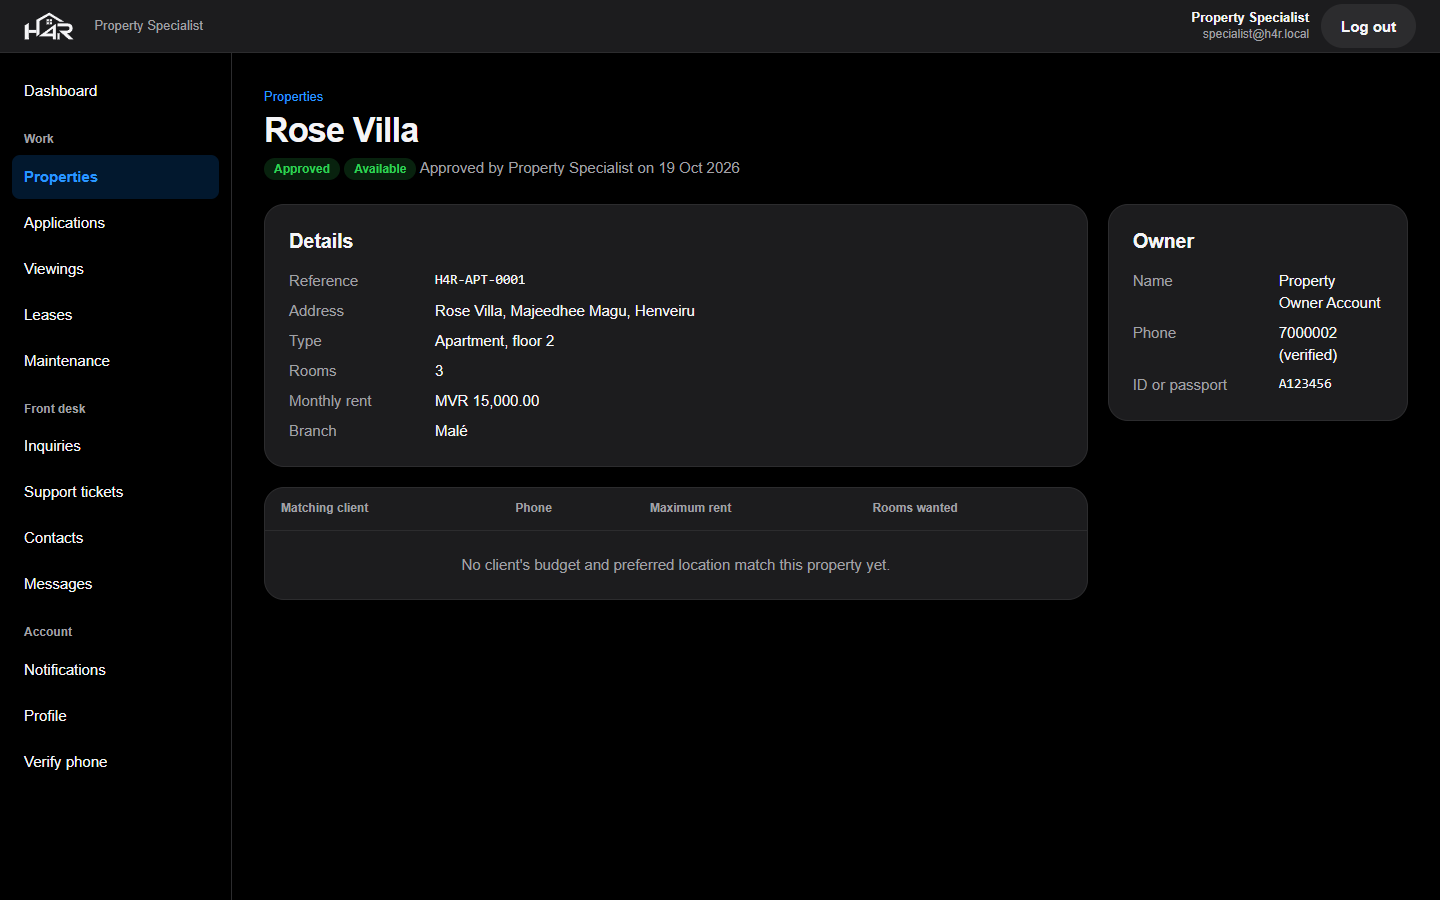 H4R
Property Specialist
Property Specialist
specialist@h4r.local
Log out
Dashboard
Work
Properties
Applications
Viewings
Leases
Maintenance
Front desk
Inquiries
Support tickets
Contacts
Messages
Account
Notifications
Profile
Verify phone
Properties
Rose Villa
Approved Available Approved by Property Specialist on 19 Oct 2026
Details
Reference H4R-APT-0001
Address Rose Villa, Majeedhee Magu, Henveiru
Type Apartment, floor 2
Rooms 3
Monthly rent MVR 15,000.00
Branch Malé
Matching client Phone Maximum rent Rooms wanted
No client's budget and preferred location match this property yet.
Owner
Name Property
Owner Account
Phone 7000002
(verified)
ID or passport A123456